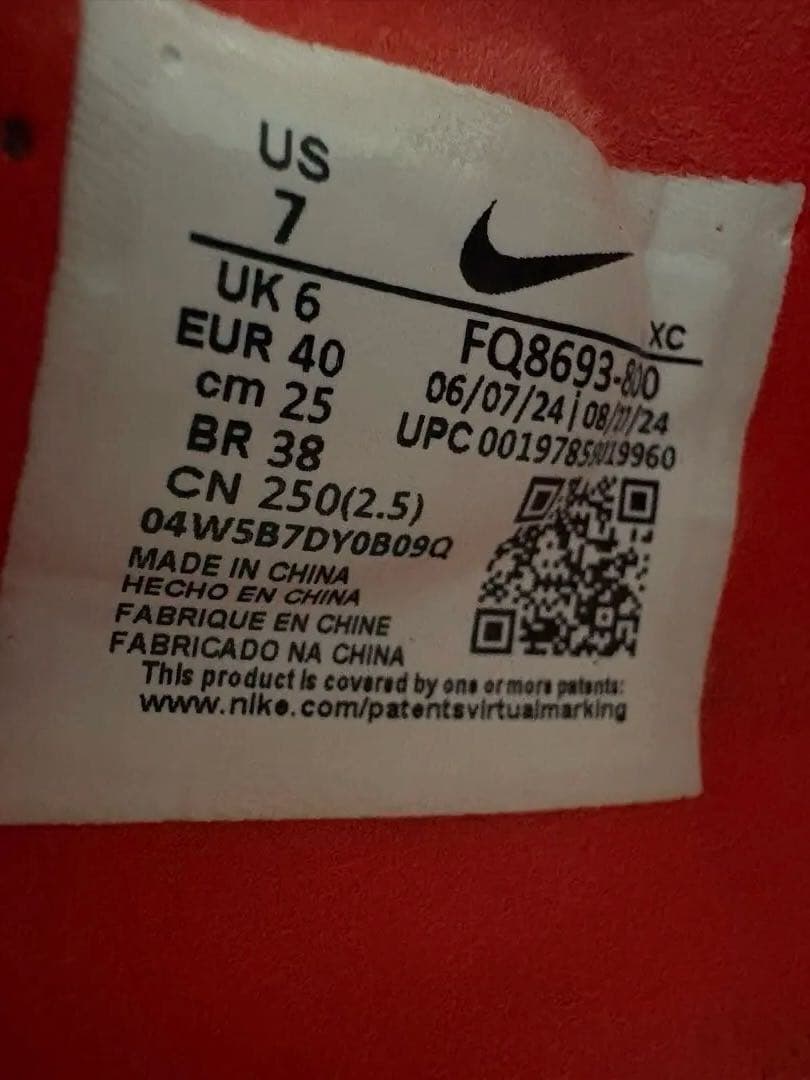 US
7
UK 6
EUR 40
cm 25
BR 38
CN 250(2.5)
04W5B7DY0B09Q
MADE IN CHINA
HECHO EN CHINA
FABRIQUE EN CHINE
FABRICADO NA CHINA
XC
FQ8693-800
06/07/24 |
UPC
This product is covered by one or more patents:
www.nike.com/patentsvirtualmarking